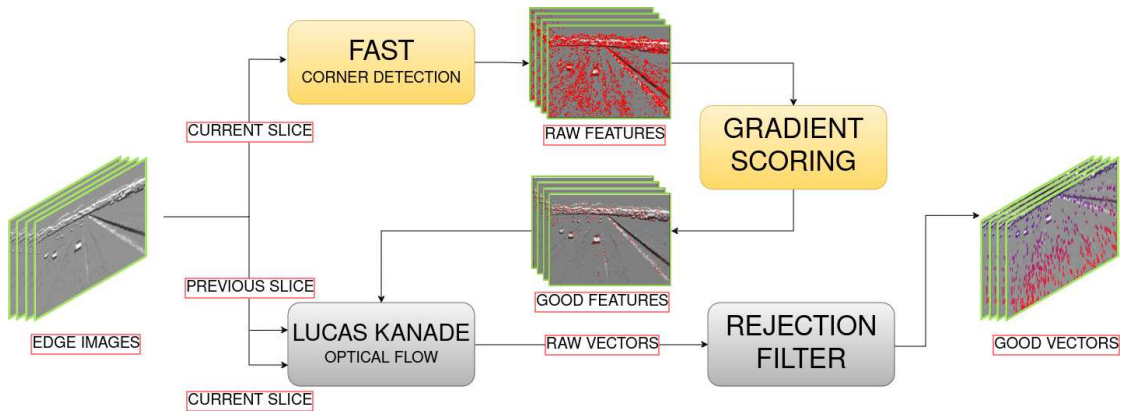 FAST
CORNER DETECTION
CURRENT SLICE
RAW FEATURES
GRADIENT
SCORING
PREVIOUS SLICE
GOOD FEATURES
EDGE IMAGES
LUCAS KANADE
OPTICAL FLOW
RAW VECTORS
REJECTION
FILTER
GOOD VECTORS
CURRENT SLICE